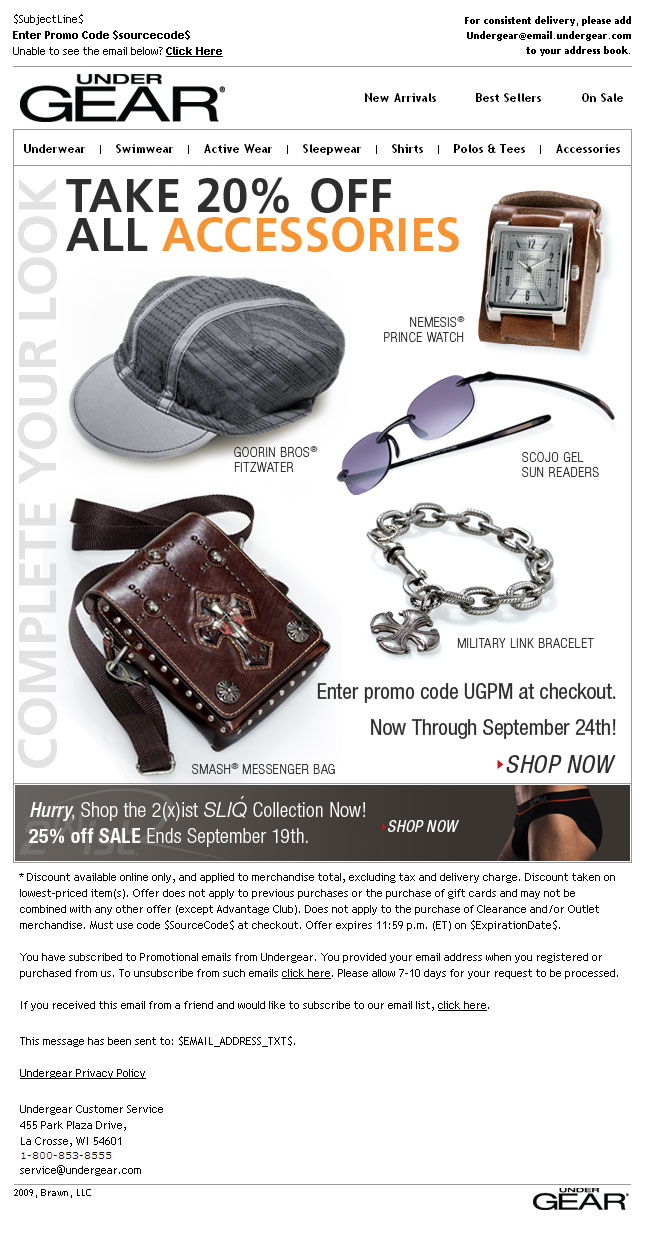 $SubjectLine$
Enter Promo Code $sourcecode$
Unable to see the email below? Click Here
For consistent delivery, please add
Undergear@email.undergear.com
to your address book.
UNDER
GEAR®
New Arrivals Best Sellers On Sale
Underwear | Swimwear | Active Wear | Sleepwear | Shirts | Polos & Tees | Accessories
COMPLETE YOUR LOOK
TAKE 20% OFF
ALL ACCESSORIES
NEMESIS®
PRINCE WATCH
GOORIN BROS®
FITZWATER
SCOJO GEL
SUN READERS
MILITARY LINK BRACELET
Enter promo code UGPM at checkout.
Now Through September 24th!
SMASH® MESSENGER BAG
SHOP NOW
Hurry, Shop the 2(x)ist SLIQ́ Collection Now!
25% off SALE Ends September 19th.
SHOP NOW
* Discount available online only, and applied to merchandise total, excluding tax and delivery charge. Discount taken on
lowest-priced item(s). Offer does not apply to previous purchases or the purchase of gift cards and may not be
combined with any other offer (except Advantage Club). Does not apply to the purchase of Clearance and/or Outlet
merchandise. Must use code $SourceCode$ at checkout. Offer expires 11:59 p.m. (ET) on $ExpirationDate$.
You have subscribed to Promotional emails from Undergear. You provided your email address when you registered or
purchased from us. To unsubscribe from such emails click here. Please allow 7-10 days for your request to be processed.
If you received this email from a friend and would like to subscribe to our email list, click here.
This message has been sent to: $EMAIL_ADDRESS_TXT$.
Undergear Privacy Policy
Undergear Customer Service
455 Park Plaza Drive,
La Crosse, WI 54601
1-800-853-8555
service@undergear.com
2009, Brawn, LLC
UNDER
GEAR®